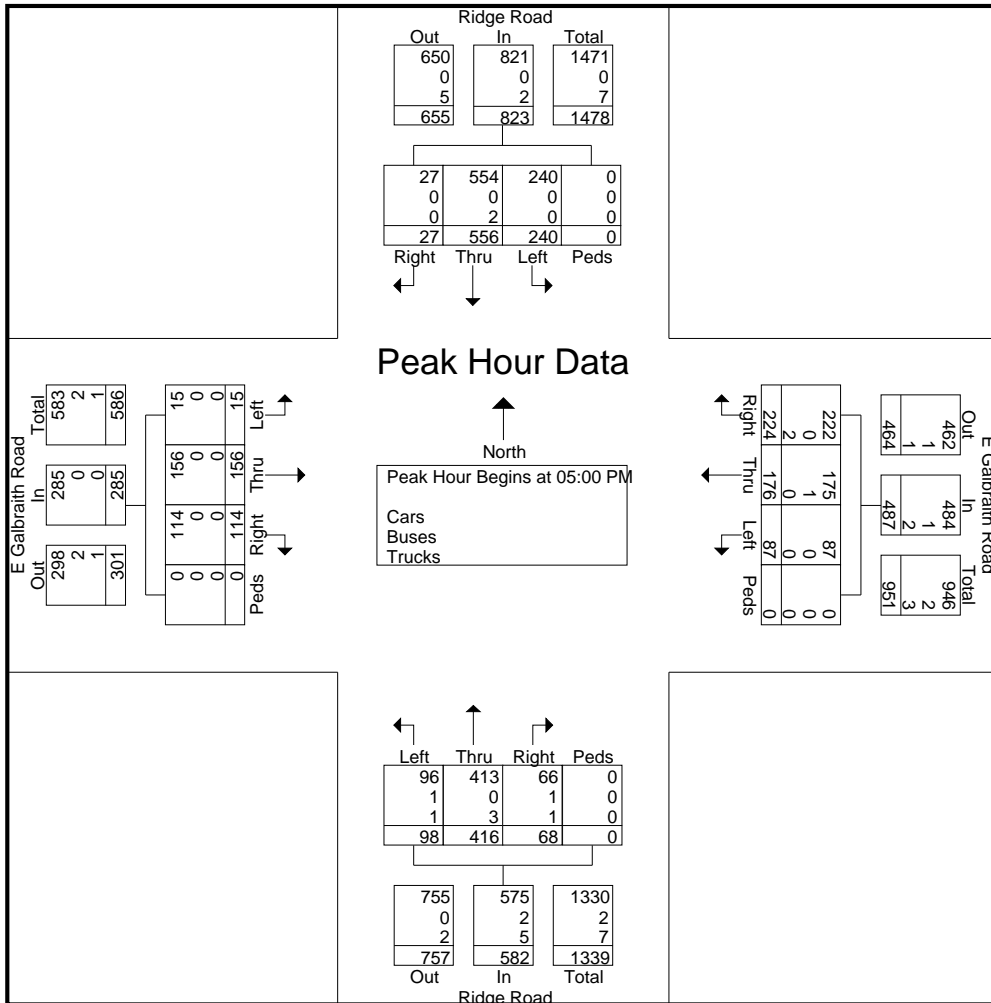 Ridge Road
Out In Total
650 821 1471
0 0 0
5 2 7
655 823 1478
27 554 240 0
0 0 0 0
0 2 0 0
27 556 240 0
Right Thru Left Peds
Peak Hour Data
North
Peak Hour Begins at 05:00 PM
Cars
Buses
Trucks
E Galbraith Road
Out In Total
301 285 586
1 0 1
2 0 2
298 285 583
Peds Right Thru Left
0 114 156 15
0 0 0 0
0 0 0 0
0 114 156 15
Right Thru Left Peds
222 175 87 0
0 1 0 0
2 0 0 0
224 176 87 0
E Galbraith Road
Out In Total
462 484 946
1 1 2
1 2 3
464 487 951
Left Thru Right Peds
96 413 66 0
1 0 1 0
1 3 1 0
98 416 68 0
755 575 1330
0 2 2
2 5 7
757 582 1339
Out In Total
Ridge Road